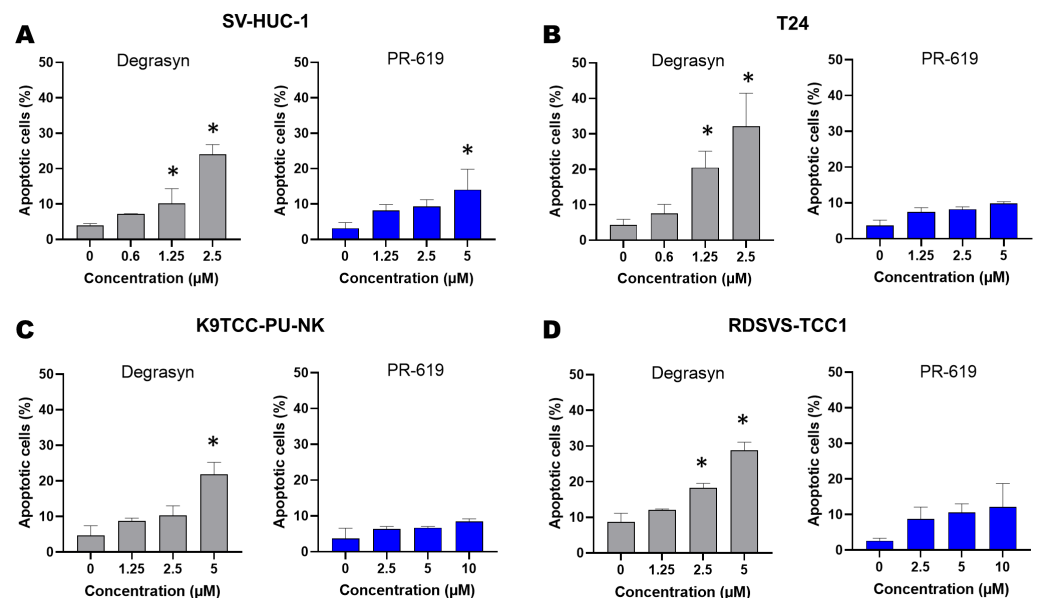 A
SV-HUC-1
Degrasyn
Apoptotic cells (%)
50
40
30
20
10
0
*
*
0 0.6 1.25 2.5
Concentration (µM)
PR-619
Apoptotic cells (%)
50
40
30
20
10
0
*
0 1.25 2.5 5
Concentration (µM)
B
T24
Degrasyn
Apoptotic cells (%)
50
40
30
20
10
0
*
*
0 0.6 1.25 2.5
Concentration (µM)
PR-619
Apoptotic cells (%)
50
40
30
20
10
0
0 1.25 2.5 5
Concentration (µM)
C
K9TCC-PU-NK
Degrasyn
Apoptotic cells (%)
50
40
30
20
10
0
*
0 1.25 2.5 5
Concentration (µM)
PR-619
Apoptotic cells (%)
50
40
30
20
10
0
0 2.5 5 10
Concentration (µM)
D
RDSVS-TCC1
Degrasyn
Apoptotic cells (%)
50
40
30
20
10
0
*
*
0 1.25 2.5 5
Concentration (µM)
PR-619
Apoptotic cells (%)
50
40
30
20
10
0
0 2.5 5 10
Concentration (µM)